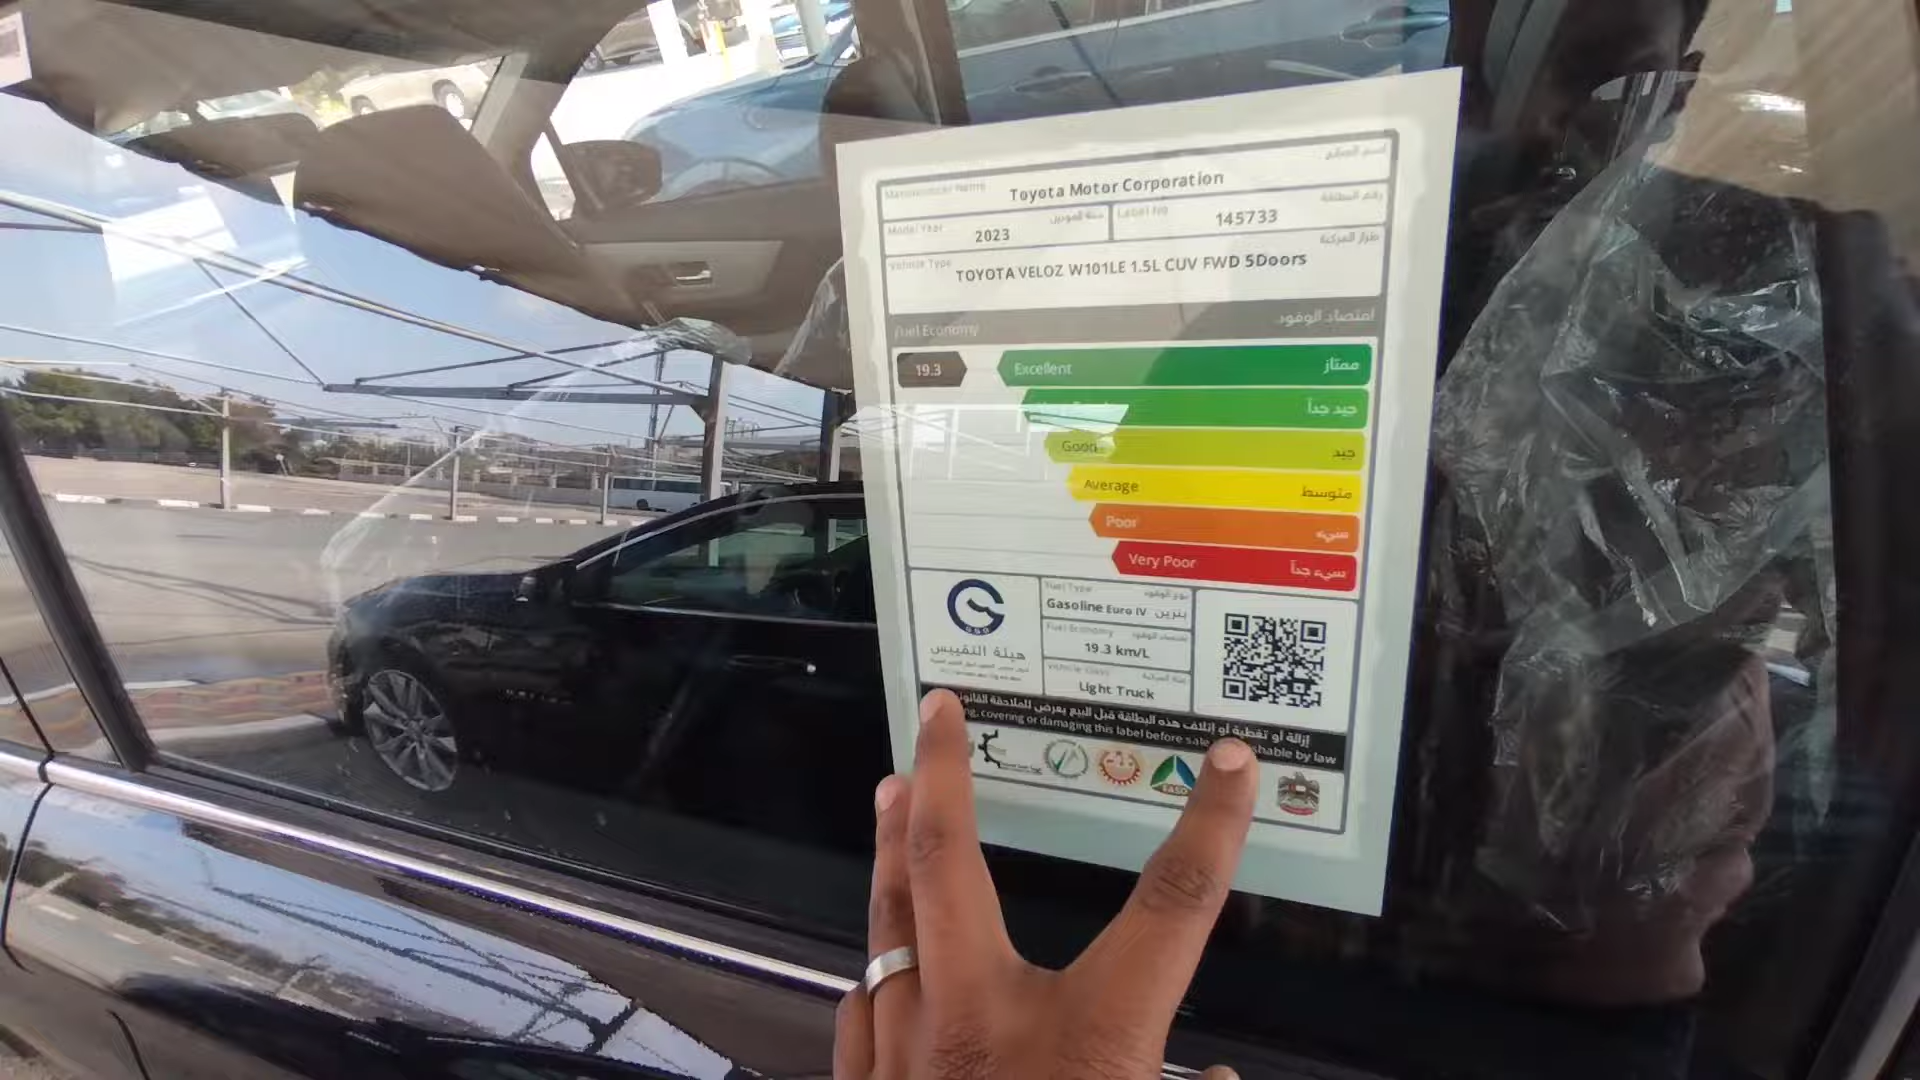 Manufacturer Name Toyota Motor Corporation اسم الصانع
Model Year 2023 سنة الموديل Label No 145733 رقم البطاقة
Vehicle Type طراز المركبة
TOYOTA VELOZ W101LE 1.5L CUV FWD 5Doors
Fuel Economy اقتصاد الوقود
19.3 Excellent ممتاز
جيد جداً
Good جيد
Average متوسط
Poor سيء
Very Poor سيء جداً
GSO
هيئة التقييس
Fuel Type نوع الوقود
Gasoline Euro IV بنزين
Fuel Economy اقتصاد الوقود
19.3 km/L
Vehicle Class فئة المركبة
Light Truck
إزالة أو تغطية أو إتلاف هذه البطاقة قبل البيع يعرض للملاحقة
covering or damaging this label before by law
EASD